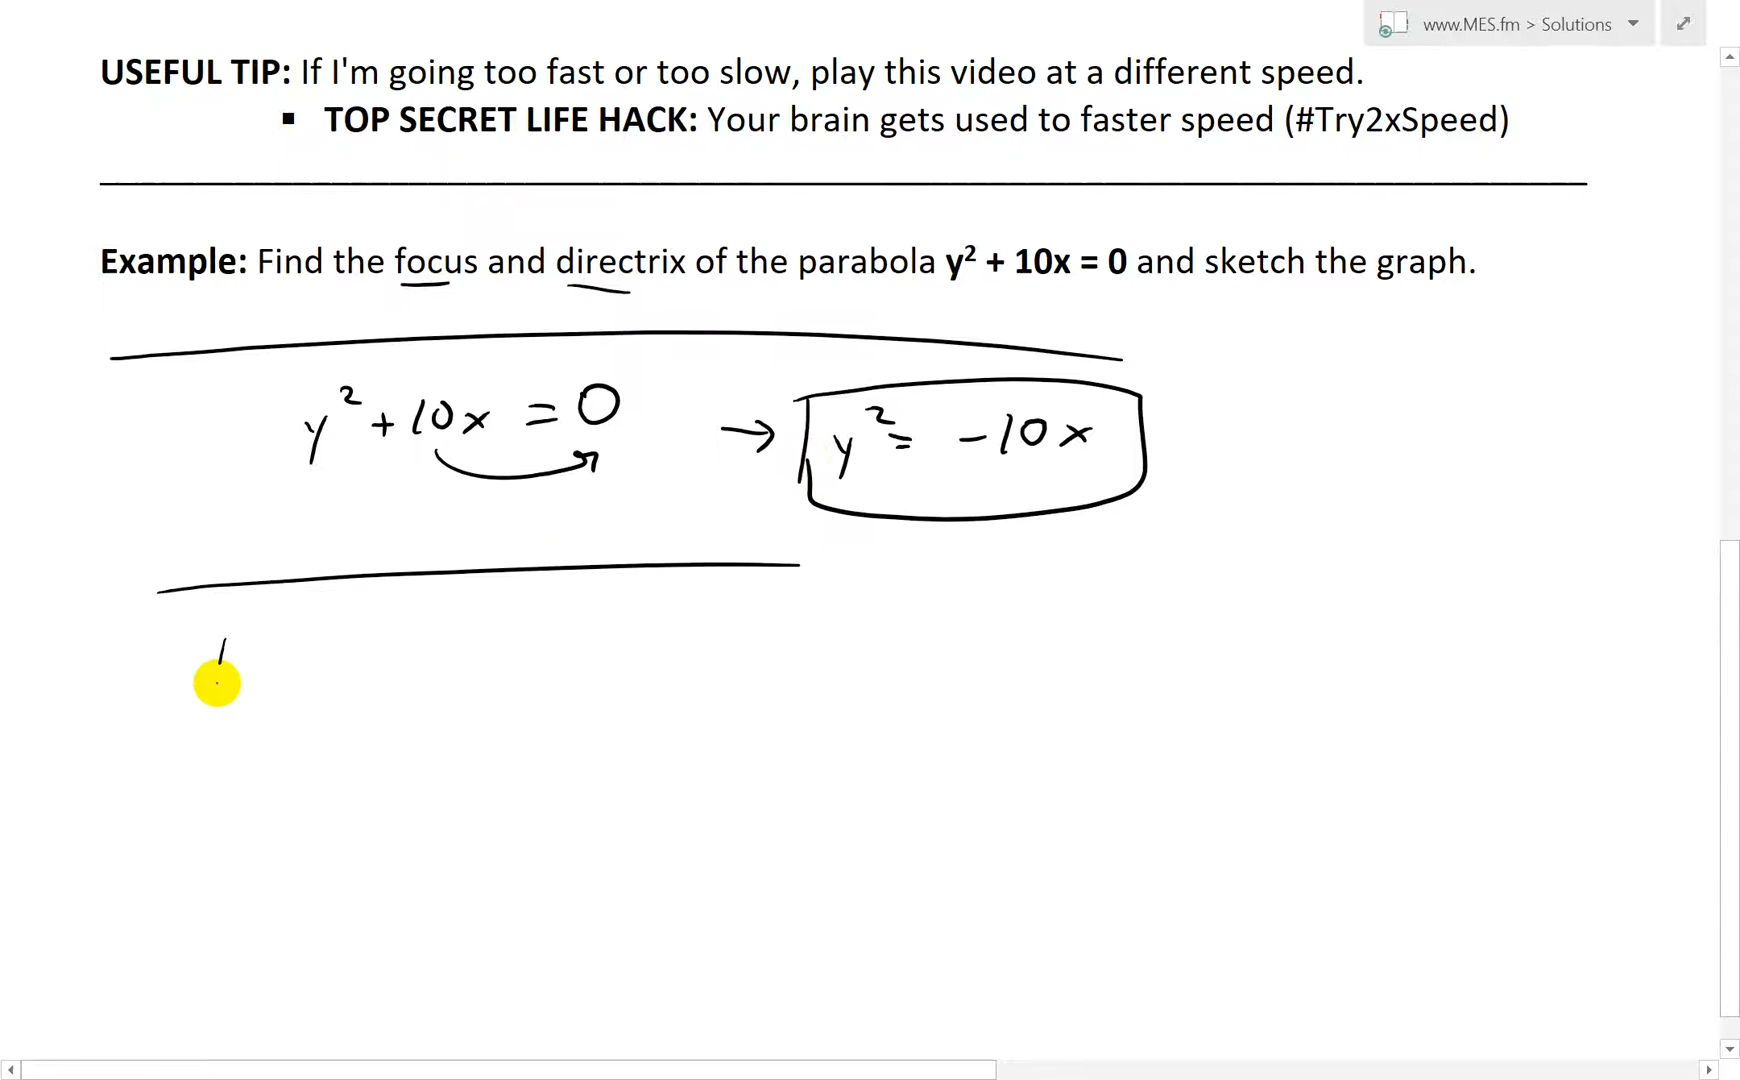 www.MES.fm > Solutions
USEFUL TIP: If I'm going too fast or too slow, play this video at a different speed.
▪ TOP SECRET LIFE HACK: Your brain gets used to faster speed (#Try2xSpeed)
Example: Find the focus and directrix of the parabola y² + 10x = 0 and sketch the graph.
y² + 10x = 0 → y² = -10x